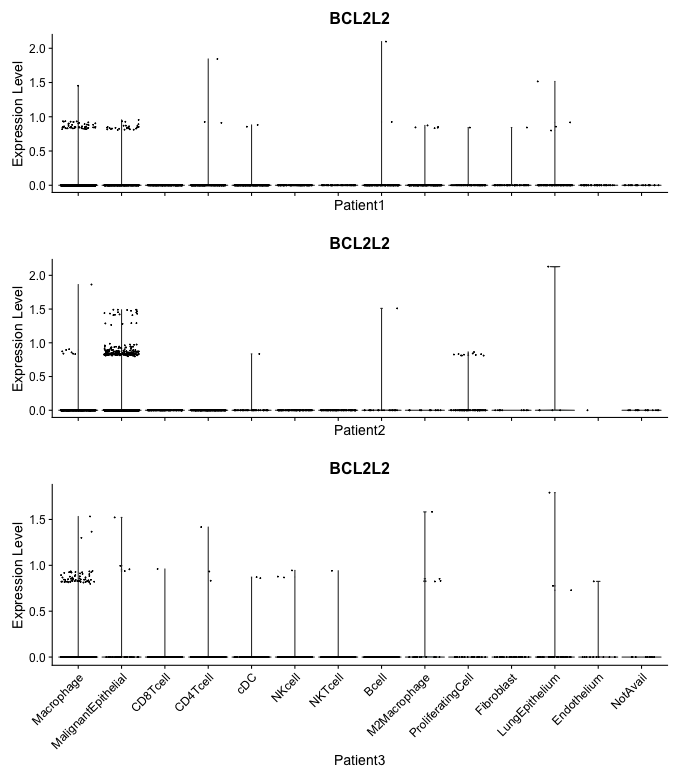 BCL2L2
Expression Level
2.0
1.5
1.0
0.5
0.0
Patient1
BCL2L2
Expression Level
2.0
1.5
1.0
0.5
0.0
Patient2
BCL2L2
Expression Level
1.5
1.0
0.5
0.0
Macrophage
MalignantEpithelial
CD8Tcell
CD4Tcell
cDC
NKcell
NKTcell
Bcell
M2Macrophage
ProliferatingCell
Fibroblast
LungEpithelium
Endothelium
NotAvail
Patient3